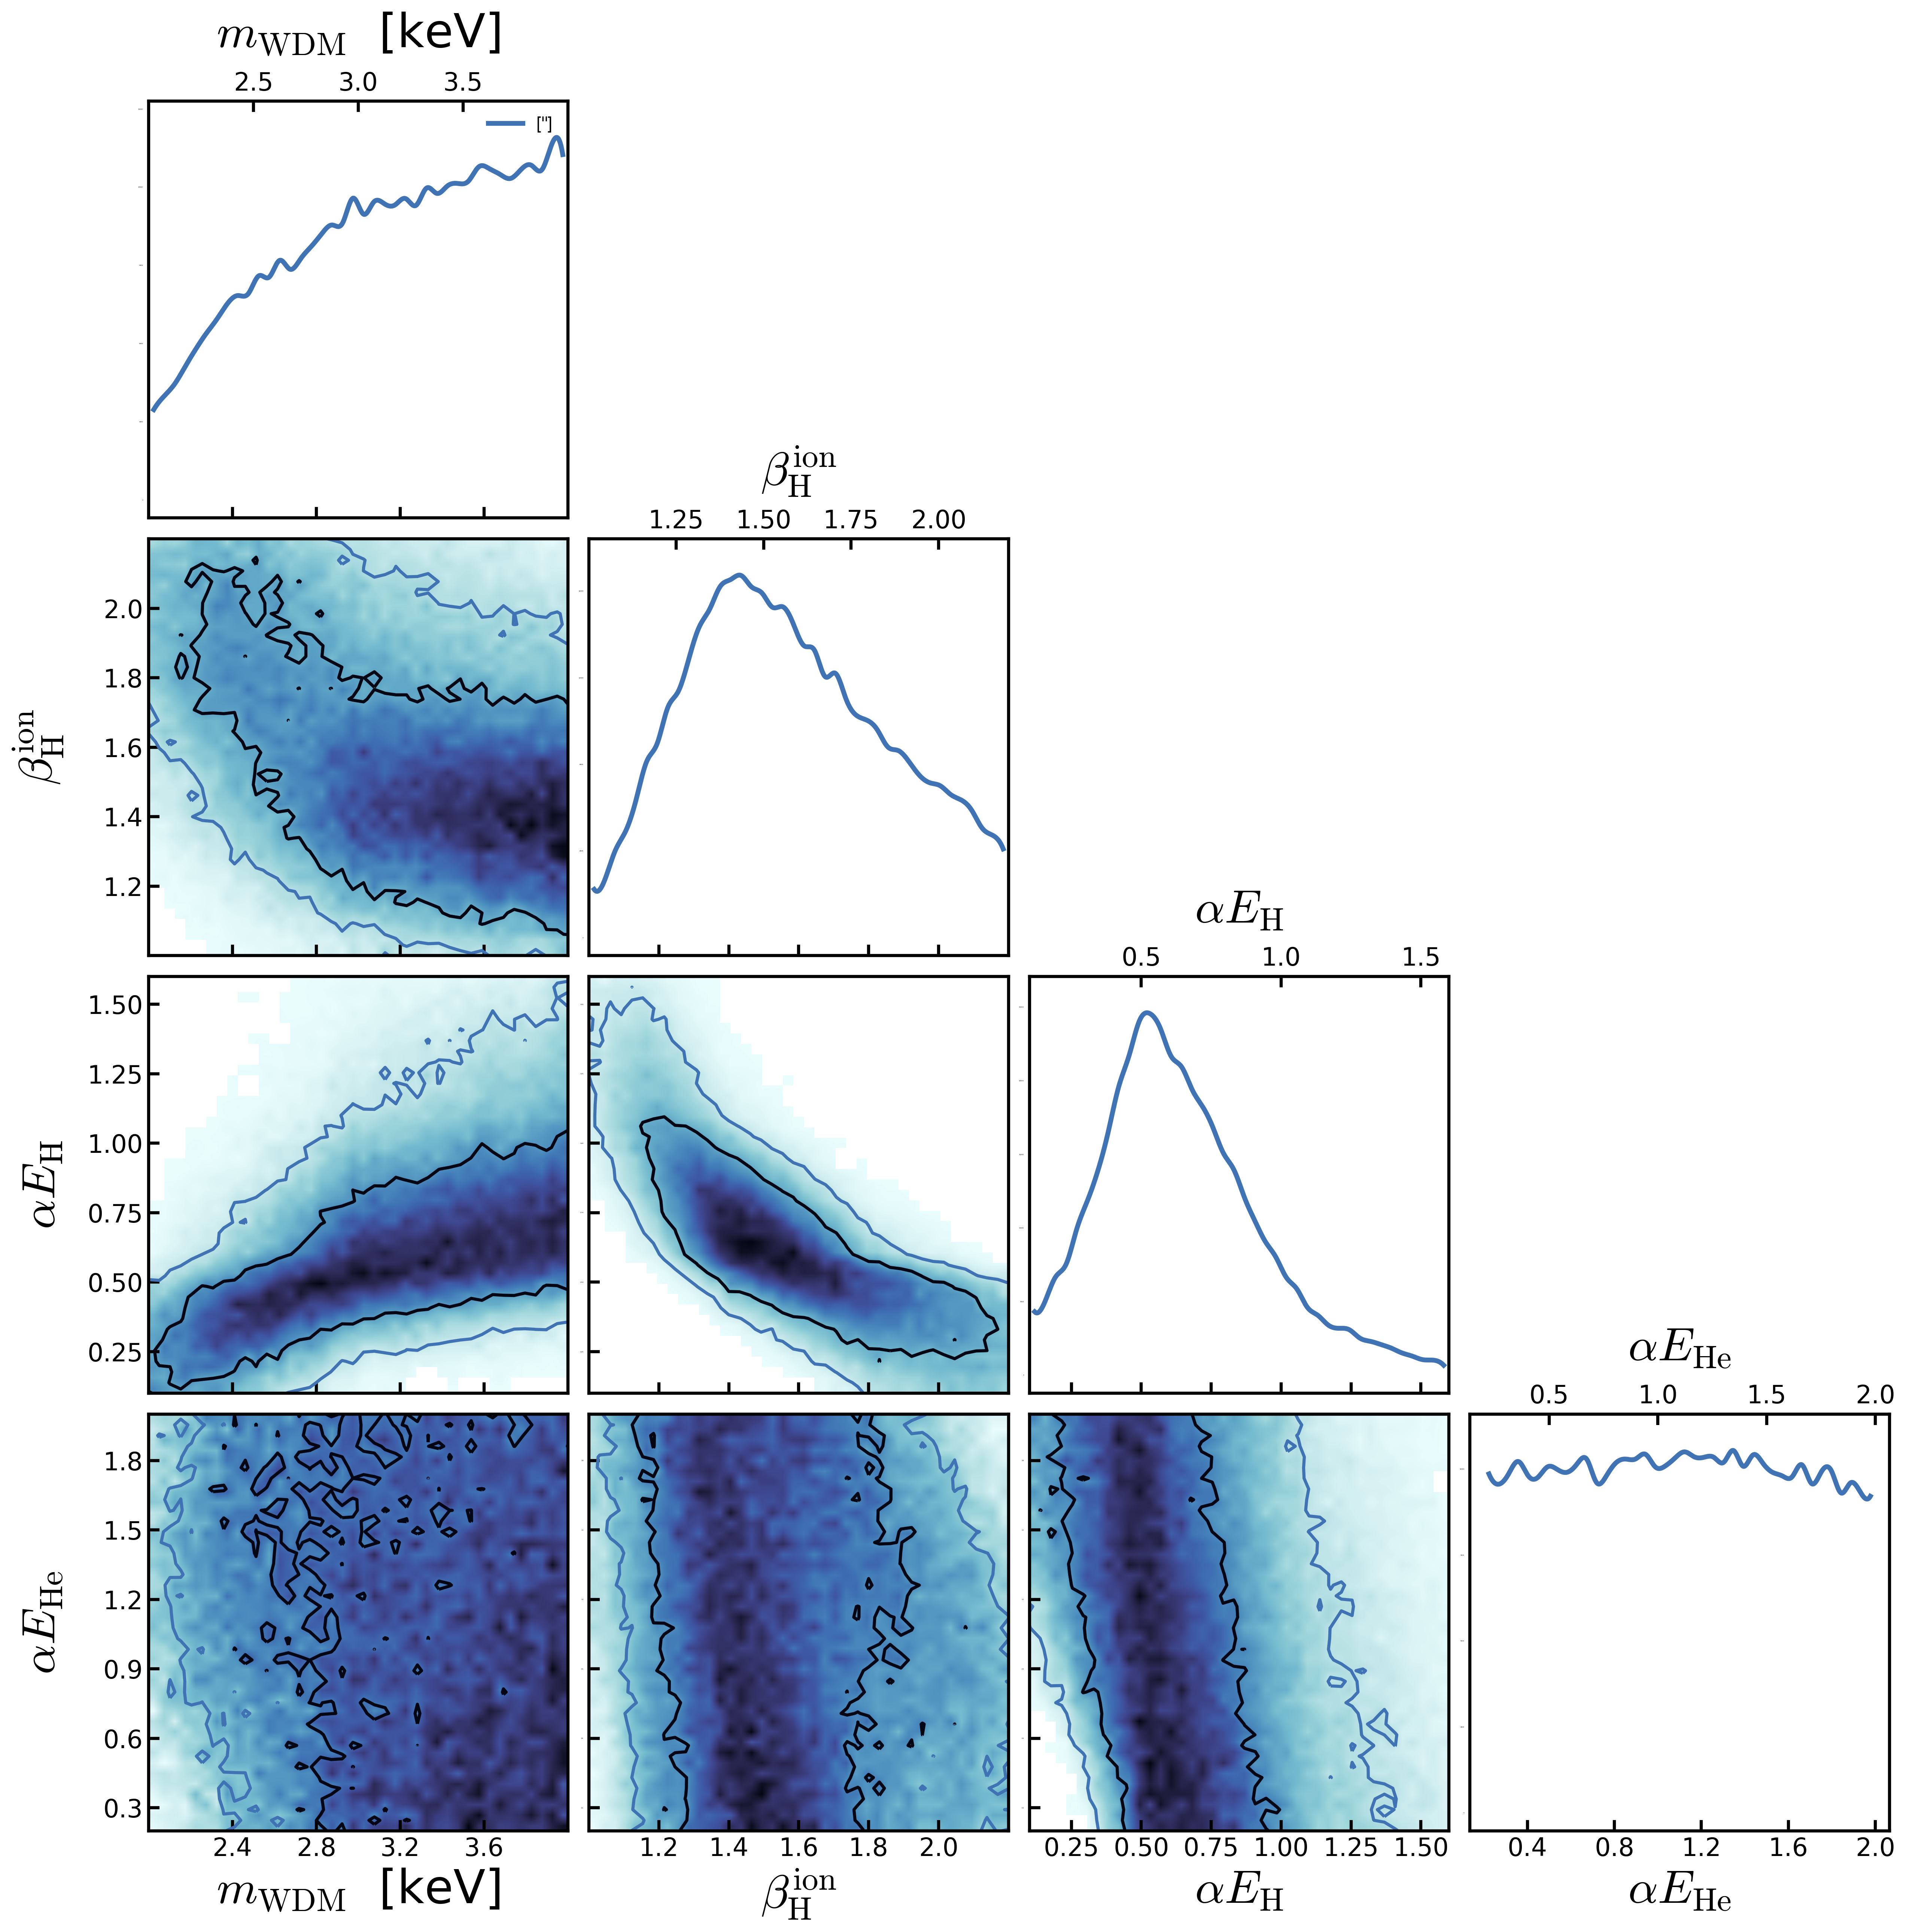 m_WDM [keV]
2.5 3.0 3.5
['']
β_H^ion
1.25 1.50 1.75 2.00
2.0
1.8
1.6
1.4
1.2
β_H^ion
αE_H
0.5 1.0 1.5
1.50
1.25
1.00
0.75
0.50
0.25
αE_H
αE_He
0.5 1.0 1.5 2.0
1.8
1.5
1.2
0.9
0.6
0.3
αE_He
2.4 2.8 3.2 3.6
1.2 1.4 1.6 1.8 2.0
0.25 0.50 0.75 1.00 1.25 1.50
0.4 0.8 1.2 1.6 2.0
m_WDM [keV]
β_H^ion
αE_H
αE_He